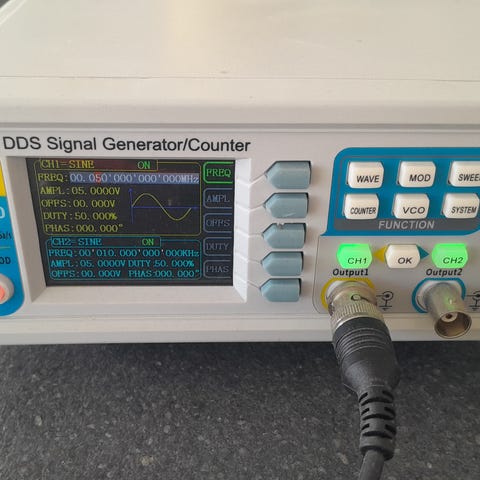 DDS Signal Generator/Counter
CH1=SINE ON
FREQ:00.050'000'000'000MHz
AMPL:05.0000V
OFFS:00.000V
DUTY:50.000%
PHAS:000.000°
CH2=SINE ON
FREQ:00'010.000'000'000MHz
AMPL:05.0000V DUTY:50.000%
OFFS:00.000V PHAS:000.000°
FREQ
AMPL
OFFS
DUTY
PHAS
WAVE MOD
COUNTER VCO SYSTEM
FUNCTION
CH1 OK CH2
Output1 Output2